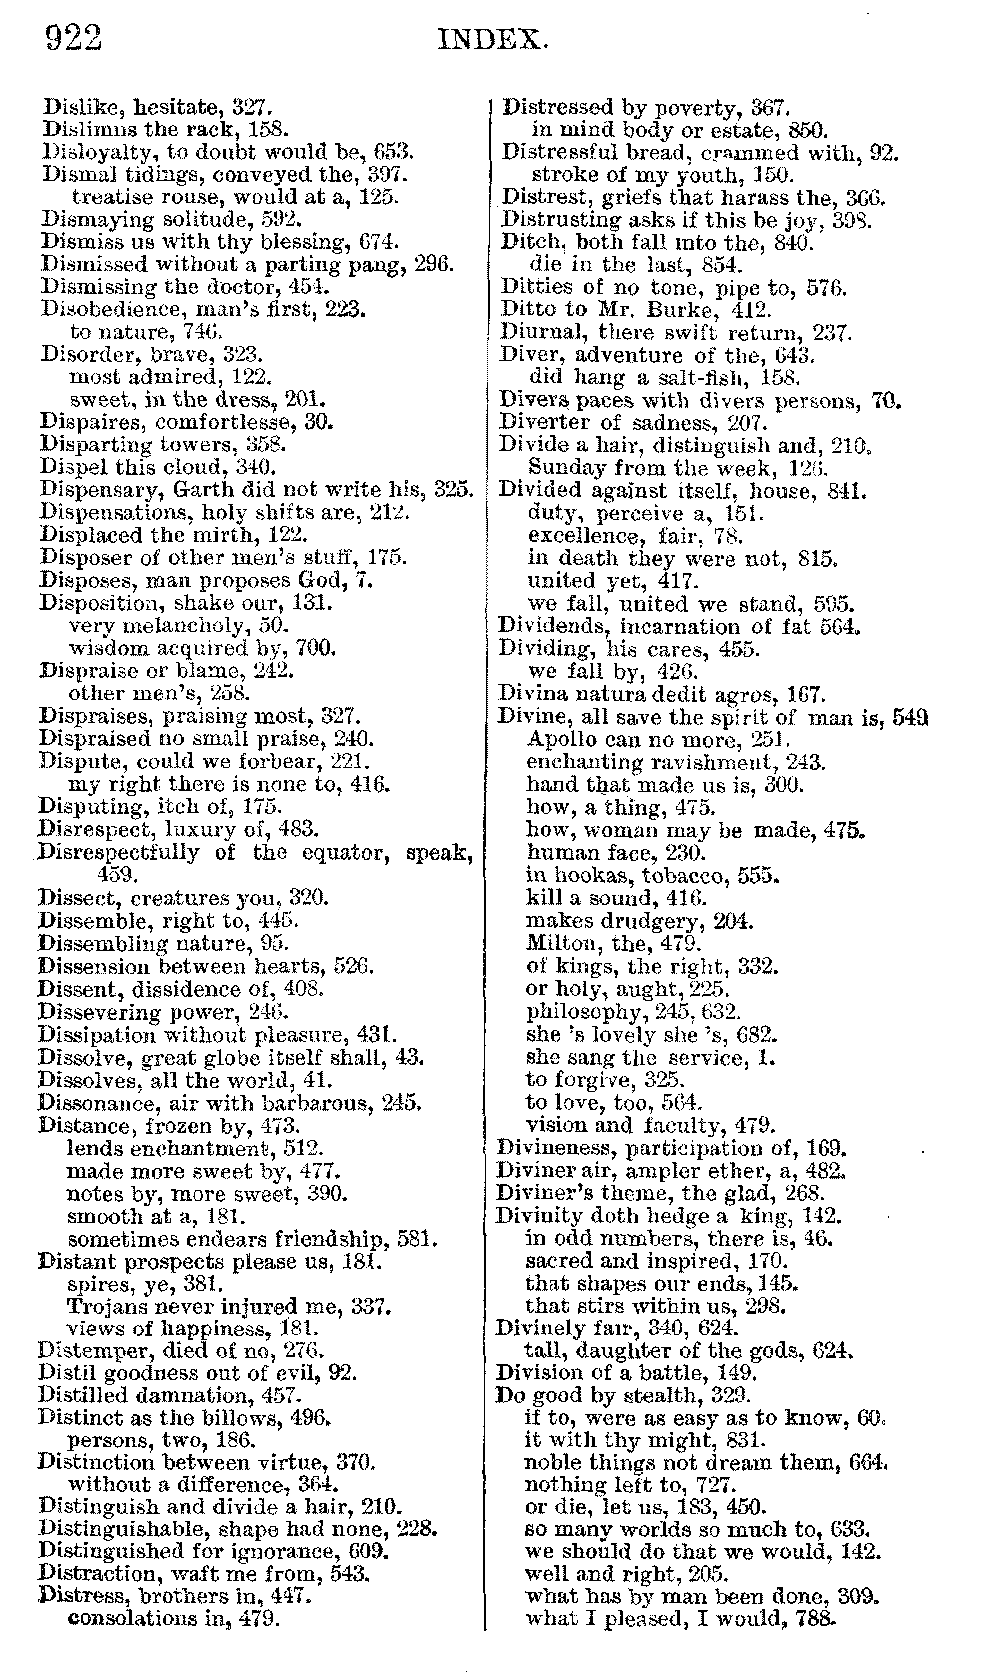 922
INDEX.
Dislike, hesitate, 327.
Dislimns the rack, 158.
Disloyalty, to doubt would be, 653.
Dismal tidings, conveyed the, 397.
treatise rouse, would at a, 125.
Dismaying solitude, 592.
Dismiss us with thy blessing, 674.
Dismissed without a parting pang, 296.
Dismissing the doctor, 454.
Disobedience, man's first, 223.
to nature, 746.
Disorder, brave, 323.
most admired, 122.
sweet, in the dress, 201.
Dispaires, comfortlesse, 30.
Disparting towers, 358.
Dispel this cloud, 340.
Dispensary, Garth did not write his, 325.
Dispensations, holy shifts are, 212.
Displaced the mirth, 122.
Disposer of other men's stuff, 175.
Disposes, man proposes God, 7.
Disposition, shake our, 131.
very melancholy, 50.
wisdom acquired by, 700.
Dispraise or blame, 242.
other men's, 258.
Dispraises, praising most, 327.
Dispraised no small praise, 240.
Dispute, could we forbear, 221.
my right there is none to, 416.
Disputing, itch of, 175.
Disrespect, luxury of, 483.
Disrespectfully of the equator, speak,
459.
Dissect, creatures you, 320.
Dissemble, right to, 445.
Dissembling nature, 95.
Dissension between hearts, 526.
Dissent, dissidence of, 408.
Dissevering power, 246.
Dissipation without pleasure, 431.
Dissolve, great globe itself shall, 43.
Dissolves, all the world, 41.
Dissonance, air with barbarous, 245.
Distance, frozen by, 473.
lends enchantment, 512.
made more sweet by, 477.
notes by, more sweet, 390.
smooth at a, 181.
sometimes endears friendship, 581.
Distant prospects please us, 181.
spires, ye, 381.
Trojans never injured me, 337.
views of happiness, 181.
Distemper, died of no, 276.
Distil goodness out of evil, 92.
Distilled damnation, 457.
Distinct as the billows, 496.
persons, two, 186.
Distinction between virtue, 370.
without a difference, 364.
Distinguish and divide a hair, 210.
Distinguishable, shape had none, 228.
Distinguished for ignorance, 609.
Distraction, waft me from, 543.
Distress, brothers in, 447.
consolations in, 479.
Distressed by poverty, 367.
in mind body or estate, 850.
Distressful bread, crammed with, 92.
stroke of my youth, 150.
Distrest, griefs that harass the, 366.
Distrusting asks if this be joy, 398.
Ditch, both fall into the, 840.
die in the last, 854.
Ditties of no tone, pipe to, 576.
Ditto to Mr. Burke, 412.
Diurnal, there swift return, 237.
Diver, adventure of the, 643.
did hang a salt-fish, 158.
Divers paces with divers persons, 70.
Diverter of sadness, 207.
Divide a hair, distinguish and, 210.
Sunday from the week, 126.
Divided against itself, house, 841.
duty, perceive a, 151.
excellence, fair, 78.
in death they were not, 815.
united yet, 417.
we fall, united we stand, 595.
Dividends, incarnation of fat 564.
Dividing, his cares, 455.
we fall by, 426.
Divina natura dedit agros, 167.
Divine, all save the spirit of man is, 549
Apollo can no more, 251.
enchanting ravishment, 243.
hand that made us is, 300.
how, a thing, 475.
how, woman may be made, 475.
human face, 230.
in hookas, tobacco, 555.
kill a sound, 416.
makes drudgery, 204.
Milton, the, 479.
of kings, the right, 332.
or holy, aught, 225.
philosophy, 245, 632.
she 's lovely she 's, 682.
she sang the service, 1.
to forgive, 325.
to love, too, 564.
vision and faculty, 479.
Divineness, participation of, 169.
Diviner air, ampler ether, a, 482.
Diviner's theme, the glad, 268.
Divinity doth hedge a king, 142.
in odd numbers, there is, 46.
sacred and inspired, 170.
that shapes our ends, 145.
that stirs within us, 298.
Divinely fair, 340, 624.
tall, daughter of the gods, 624.
Division of a battle, 149.
Do good by stealth, 329.
if to, were as easy as to know, 60.
it with thy might, 831.
noble things not dream them, 664.
nothing left to, 727.
or die, let us, 183, 450.
so many worlds so much to, 633.
we should do that we would, 142.
well and right, 205.
what has by man been done, 309.
what I pleased, I would, 788.